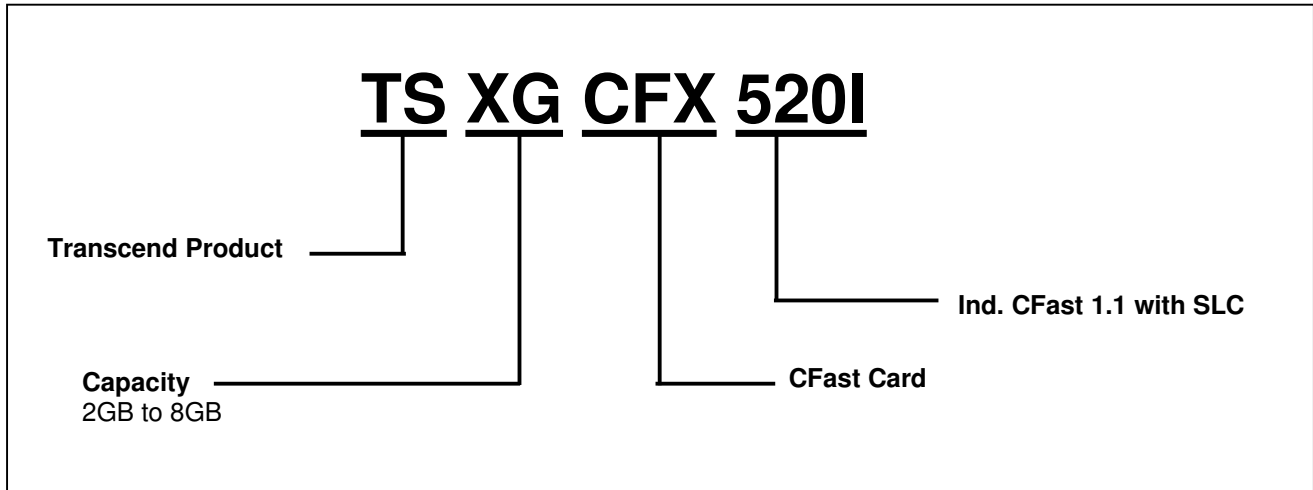 TS XG CFX 520I
Transcend Product
Ind. CFast 1.1 with SLC
Capacity
2GB to 8GB
CFast Card